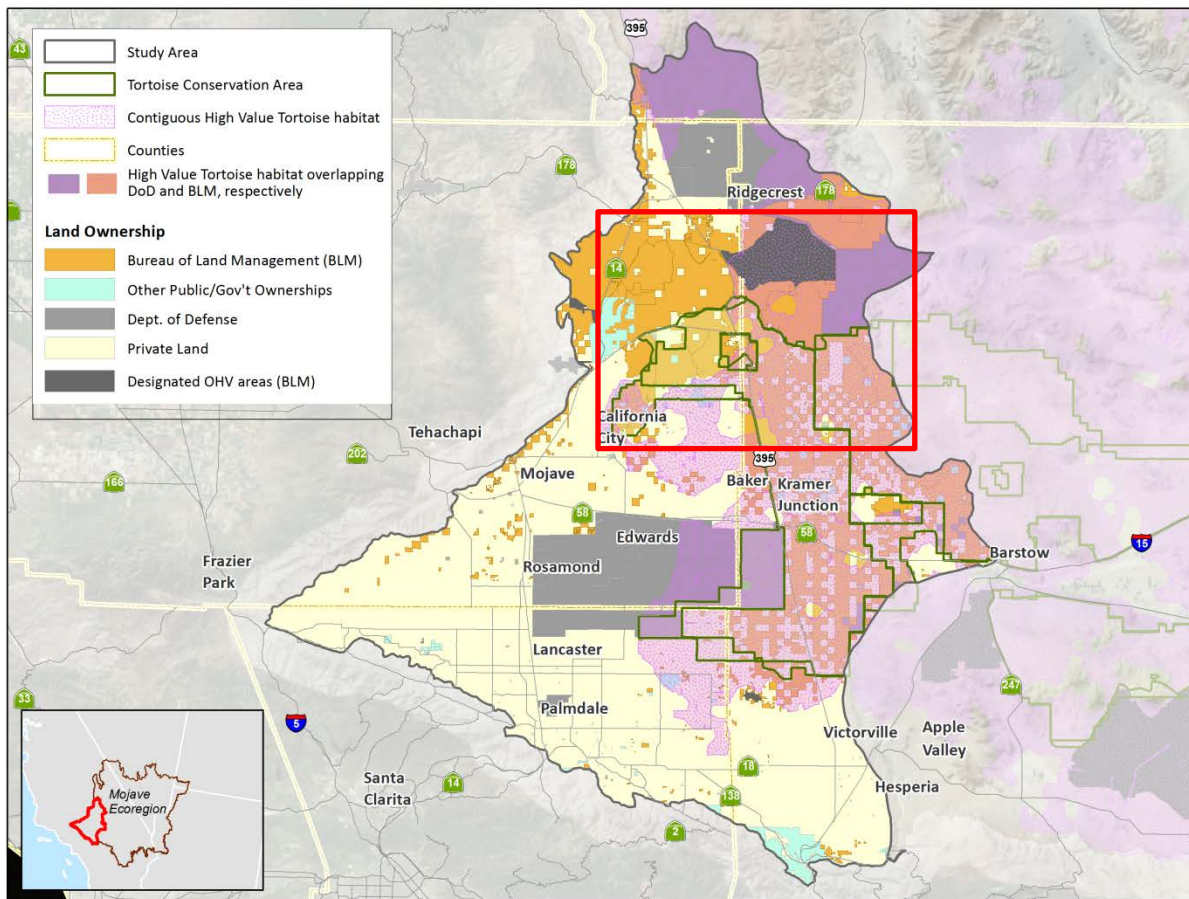 395
43
Study Area
Tortoise Conservation Area
Contiguous High Value Tortoise habitat
Counties
High Value Tortoise habitat overlapping
DoD and BLM, respectively
Land Ownership
Bureau of Land Management (BLM)
Other Public/Gov't Ownerships
Dept. of Defense
Private Land
Designated OHV areas (BLM)
178
Ridgecrest
178
14
California
City
Tehachapi
202
395
166
Mojave
Baker
Kramer
Junction
58
Edwards
58
Frazier
Park
Rosamond
Barstow
15
Lancaster
33
247
5
Palmdale
Victorville
Apple
Valley
Santa
Clarita
14
18
Hesperia
138
2
Mojave
Ecoregion